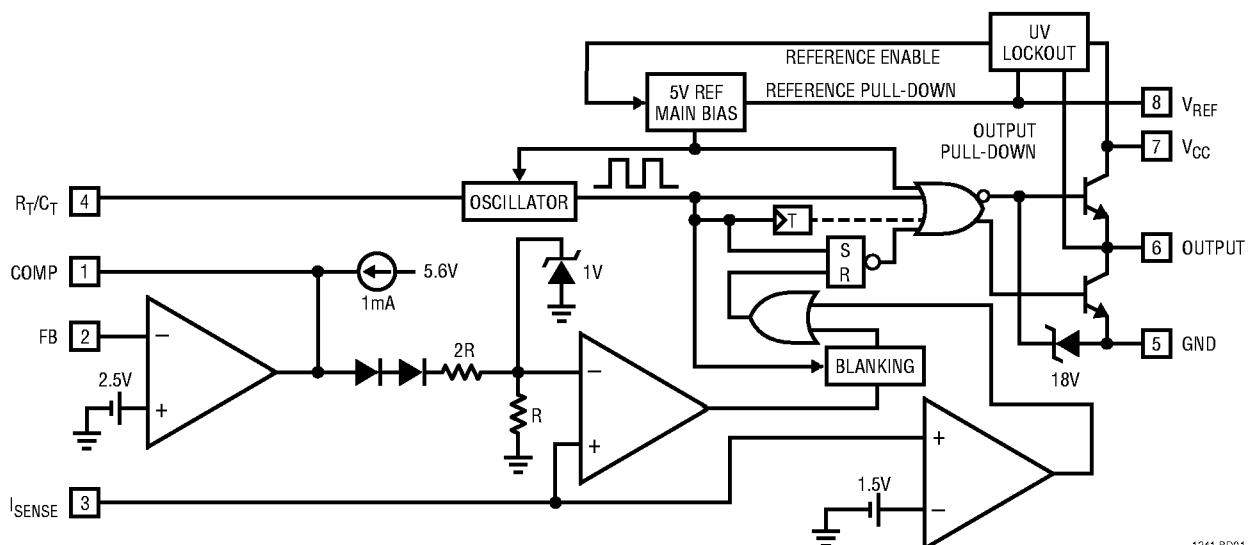 UV
LOCKOUT
REFERENCE ENABLE
5V REF
MAIN BIAS
REFERENCE PULL-DOWN
8 VREF
OUTPUT
PULL-DOWN
7 VCC
RT/CT 4
OSCILLATOR
T
S
R
6 OUTPUT
COMP 1
5.6V
1mA
1V
FB 2
–
2R
–
5 GND
BLANKING
18V
2.5V
+
R
+
+
ISENSE 3
1.5V
–